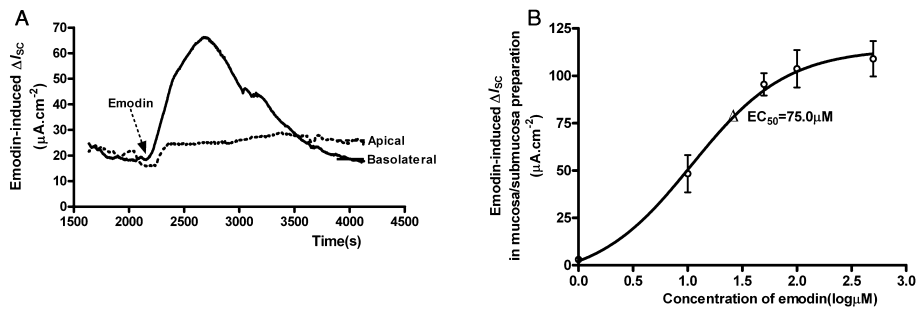 A
Emodin-induced ΔISC
(μA.cm-2)
70
60
50
40
30
20
10
0
Emodin
Apical
Basolateral
1500
2000
2500
3000
3500
4000
4500
Time(s)
B
Emodin-induced ΔISC
in mucosa/submucosa preparation
(μA.cm-2)
125
100
75
50
25
0
Δ EC50=75.0μM
0.0
0.5
1.0
1.5
2.0
2.5
3.0
Concentration of emodin(logμM)